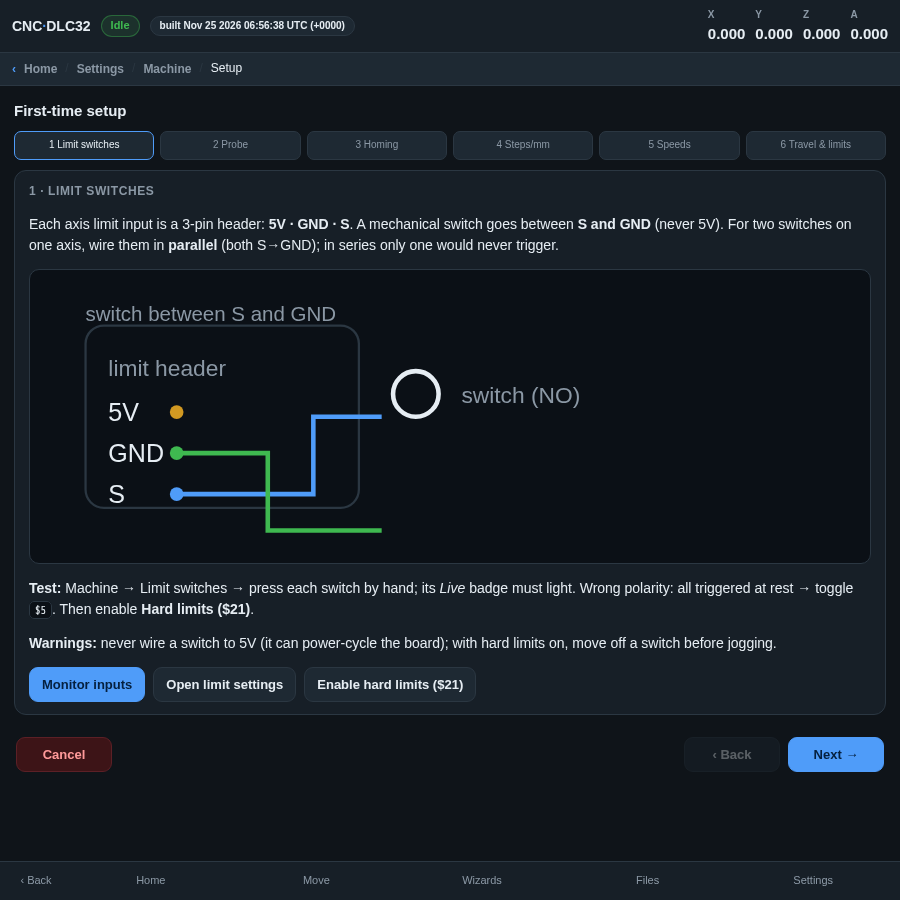 CNC·DLC32 Idle built Nov 25 2026 06:56:38 UTC (+0000)
X Y Z A
0.000 0.000 0.000 0.000
‹ Home / Settings / Machine / Setup
First-time setup
1 Limit switches 2 Probe 3 Homing 4 Steps/mm 5 Speeds 6 Travel & limits
1 · LIMIT SWITCHES
Each axis limit input is a 3-pin header: 5V · GND · S. A mechanical switch goes between S and GND (never 5V). For two switches on
one axis, wire them in parallel (both S→GND); in series only one would never trigger.
switch between S and GND
limit header
5V
GND
S
switch (NO)
Test: Machine → Limit switches → press each switch by hand; its Live badge must light. Wrong polarity: all triggered at rest → toggle
$5. Then enable Hard limits ($21).
Warnings: never wire a switch to 5V (it can power-cycle the board); with hard limits on, move off a switch before jogging.
Monitor inputs Open limit settings Enable hard limits ($21)
Cancel ‹ Back Next →
‹ Back Home Move Wizards Files Settings